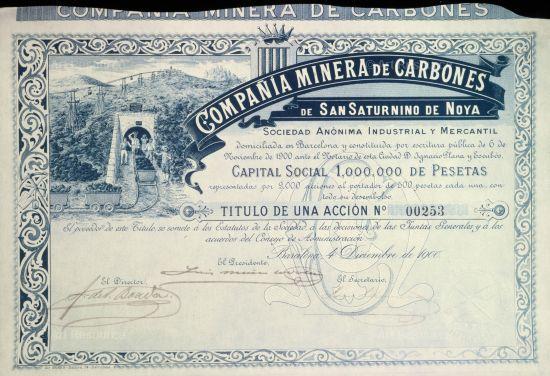 COMPAÑIA MINERA DE CARBONES
COMPAÑIA MINERA DE CARBONES
DE SAN SATURNINO DE NOYA
SOCIEDAD ANÓNIMA INDUSTRIAL Y MERCANTIL
domiciliada en Barcelona y constituida por escritura pública de 6 de
Noviembre de 1900 ante el Notario de esta Ciudad D. Ignacio Plana y Escubós.
CAPITAL SOCIAL 1.000,000 DE PESETAS
representadas por 2,000 acciones al portador de 500 pesetas cada una, con
todo su desembolso.
TITULO DE UNA ACCIÓN Nº 00253
El poseedor de este Titulo, se somete á los Estatutos de la Sociedad, á las decisiones de las Juntas Generales, y á los
acuerdos del Consejo de Administración.
Barcelona, 4 Diciembre de 1900.
El Presidente,
El Director, El Secretario,